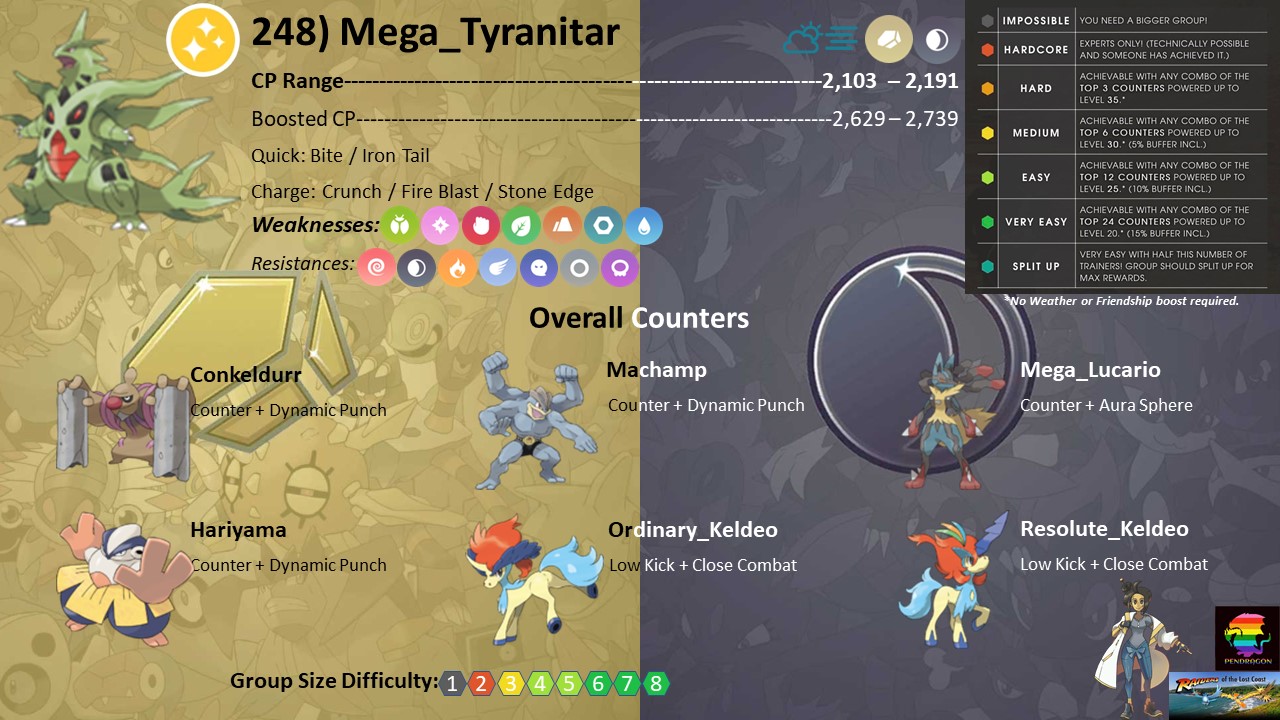 248) Mega_Tyranitar
CP Range-----------------------------------------------------------------------2,103 – 2,191
Boosted CP---------------------------------------------------------------------2,629 – 2,739
Quick: Bite / Iron Tail
Charge: Crunch / Fire Blast / Stone Edge
Weaknesses:
Resistances:
IMPOSSIBLE YOU NEED A BIGGER GROUP!
HARDCORE EXPERTS ONLY! (TECHNICALLY POSSIBLE
AND SOMEONE HAS ACHIEVED IT.)
HARD ACHIEVABLE WITH ANY COMBO OF THE
TOP 3 COUNTERS POWERED UP TO
LEVEL 35.*
MEDIUM ACHIEVABLE WITH ANY COMBO OF THE
TOP 6 COUNTERS POWERED UP TO
LEVEL 30.* (5% BUFFER INCL.)
EASY ACHIEVABLE WITH ANY COMBO OF THE
TOP 12 COUNTERS POWERED UP TO
LEVEL 25.* (10% BUFFER INCL.)
VERY EASY ACHIEVABLE WITH ANY COMBO OF THE
TOP 24 COUNTERS POWERED UP TO
LEVEL 20.* (15% BUFFER INCL.)
SPLIT UP VERY EASY WITH HALF THIS NUMBER OF
TRAINERS! GROUP SHOULD SPLIT UP FOR
MAX REWARDS.
*No Weather or Friendship boost required.
Overall Counters
Conkeldurr
Counter + Dynamic Punch
Machamp
Counter + Dynamic Punch
Mega_Lucario
Counter + Aura Sphere
Hariyama
Counter + Dynamic Punch
Ordinary_Keldeo
Low Kick + Close Combat
Resolute_Keldeo
Low Kick + Close Combat
Group Size Difficulty: 1 2 3 4 5 6 7 8
PENDRAGON
RAIDERS of the Lost Coast